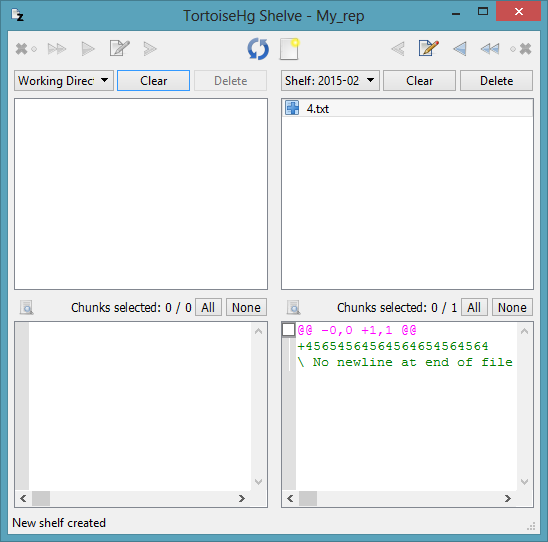 TortoiseHg Shelve - My_rep
Working Direc Clear Delete Shelf: 2015-02 Clear Delete
4.txt
Chunks selected: 0 / 0 All None Chunks selected: 0 / 1 All None
@@ -0,0 +1,1 @@
+45654564564564654564564
\ No newline at end of file
New shelf created